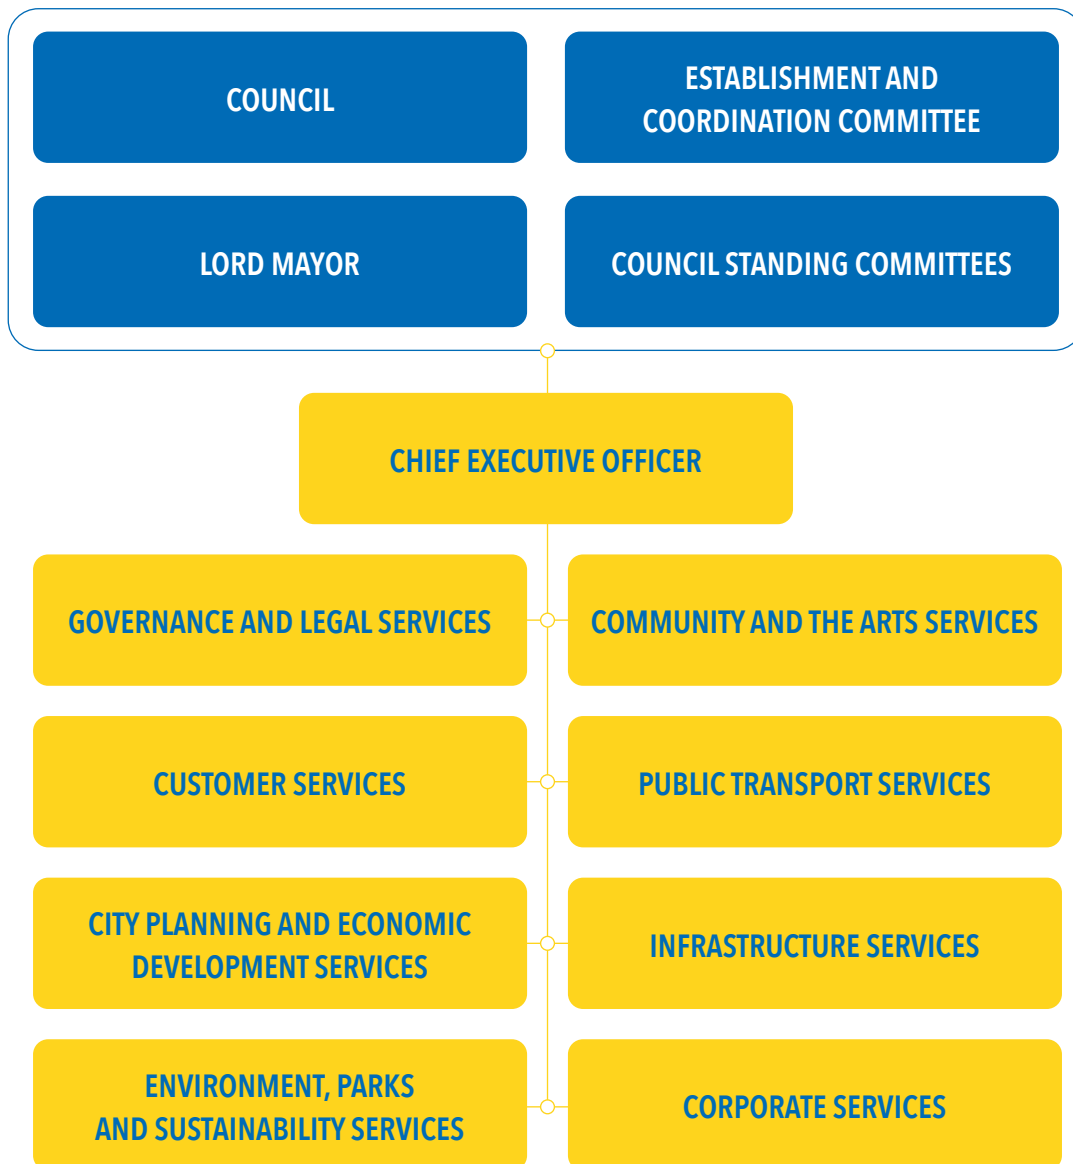 COUNCIL
ESTABLISHMENT AND
COORDINATION COMMITTEE
LORD MAYOR
COUNCIL STANDING COMMITTEES
CHIEF EXECUTIVE OFFICER
GOVERNANCE AND LEGAL SERVICES
COMMUNITY AND THE ARTS SERVICES
CUSTOMER SERVICES
PUBLIC TRANSPORT SERVICES
CITY PLANNING AND ECONOMIC
DEVELOPMENT SERVICES
INFRASTRUCTURE SERVICES
ENVIRONMENT, PARKS
AND SUSTAINABILITY SERVICES
CORPORATE SERVICES